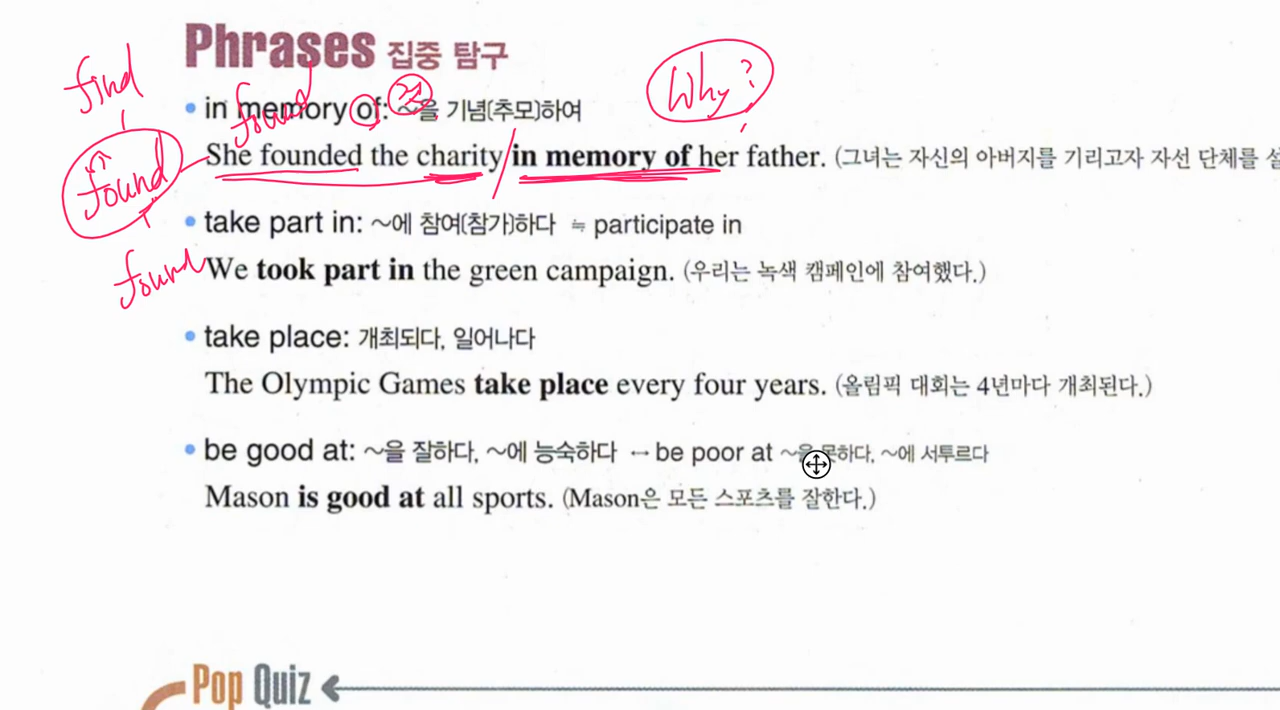 Phrases 집중 탐구
find
found
Why?
• in memory of: ~을 기념(추모)하여 전
found
She founded the charity / in memory of her father. (그녀는 자신의 아버지를 기리고자 자선 단체를
• take part in: ~에 참여(참가)하다 ≒ participate in
found
We took part in the green campaign. (우리는 녹색 캠페인에 참여했다.)
• take place: 개최되다, 일어나다
The Olympic Games take place every four years. (올림픽 대회는 4년마다 개최된다.)
• be good at: ~을 잘하다, ~에 능숙하다 ↔ be poor at ~을 못하다, ~에 서투르다
Mason is good at all sports. (Mason은 모든 스포츠를 잘한다.)
Pop Quiz